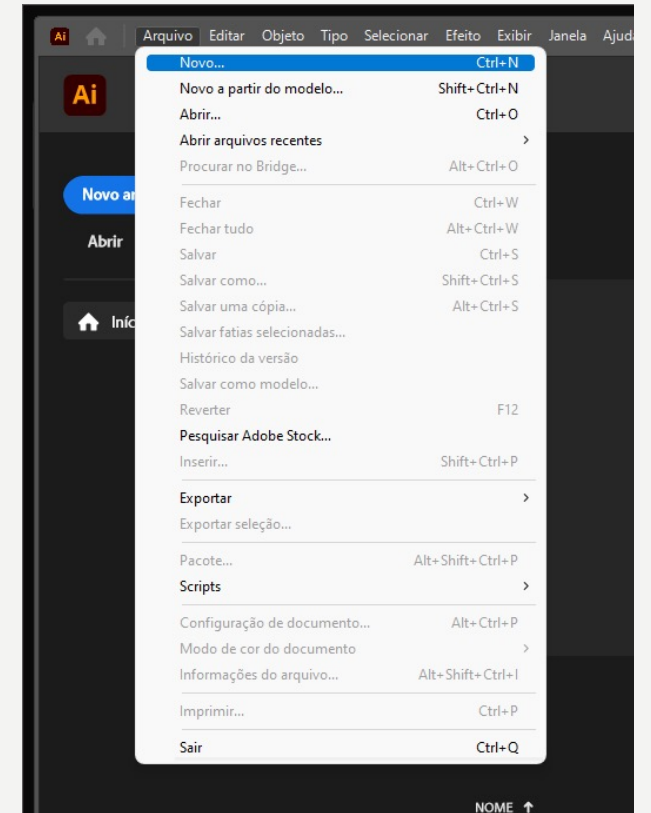 Ai Arquivo Editar Objeto Tipo Selecionar Efeito Exibir Janela Ajud
Ai
Novo... Ctrl+N
Novo a partir do modelo... Shift+Ctrl+N
Abrir... Ctrl+O
Abrir arquivos recentes >
Procurar no Bridge... Alt+Ctrl+O
Novo ar
Fechar Ctrl+W
Fechar tudo Alt+Ctrl+W
Abrir
Salvar Ctrl+S
Salvar como... Shift+Ctrl+S
Salvar uma cópia... Alt+Ctrl+S
Iníc
Salvar fatias selecionadas...
Histórico da versão
Salvar como modelo...
Reverter F12
Pesquisar Adobe Stock...
Inserir... Shift+Ctrl+P
Exportar >
Exportar seleção...
Pacote... Alt+Shift+Ctrl+P
Scripts >
Configuração de documento... Alt+Ctrl+P
Modo de cor do documento >
Informações do arquivo... Alt+Shift+Ctrl+I
Imprimir... Ctrl+P
Sair Ctrl+Q
NOME ↑